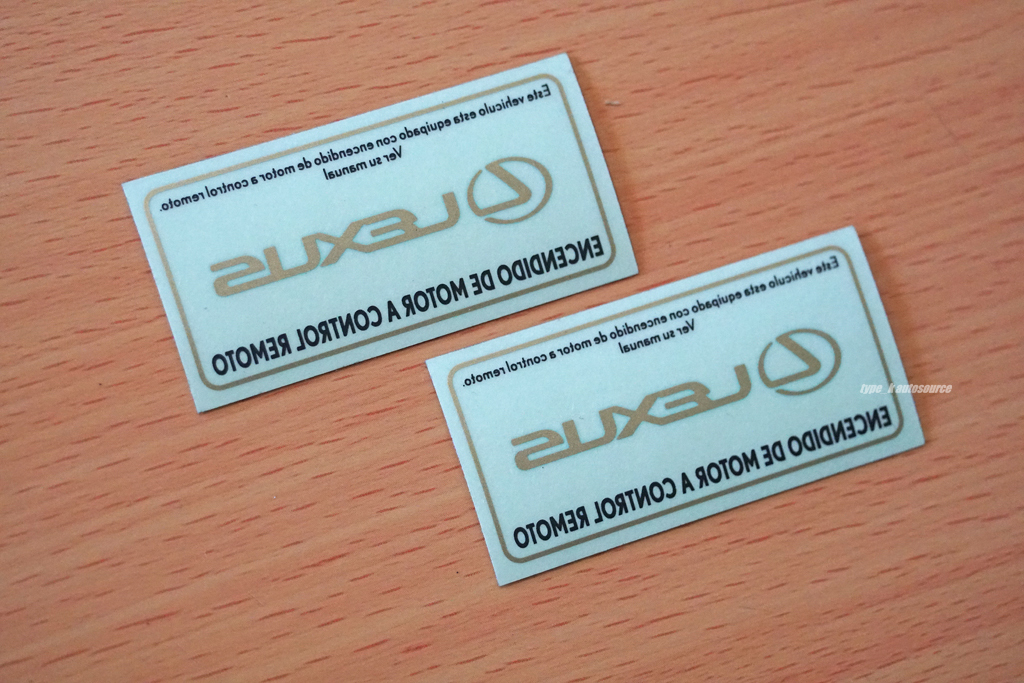 Este vehiculo esta equipado con encendido de motor a control remoto.
Ver su manual
LEXUS
ENCENDIDO DE MOTOR A CONTROL REMOTO
Este vehiculo esta equipado con encendido de motor a control remoto.
Ver su manual
LEXUS
ENCENDIDO DE MOTOR A CONTROL REMOTO
type_k autosource